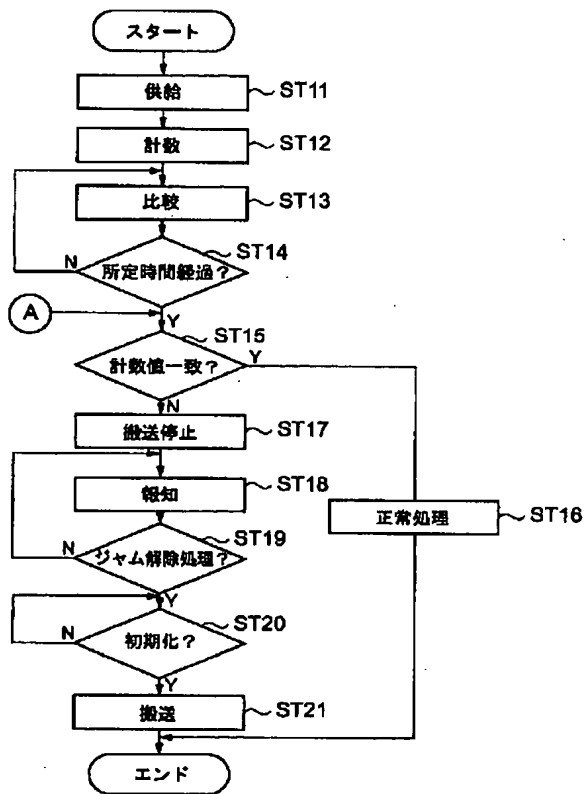 スタート
供給 ST11
計数 ST12
比較 ST13
ST14
N 所定時間経過?
A
Y ST15
計数値一致? Y
N
搬送停止 ST17
報知 ST18
正常処理 ST16
ST19
N ジャム解除処理?
Y
ST20
N 初期化?
Y
搬送 ST21
エンド